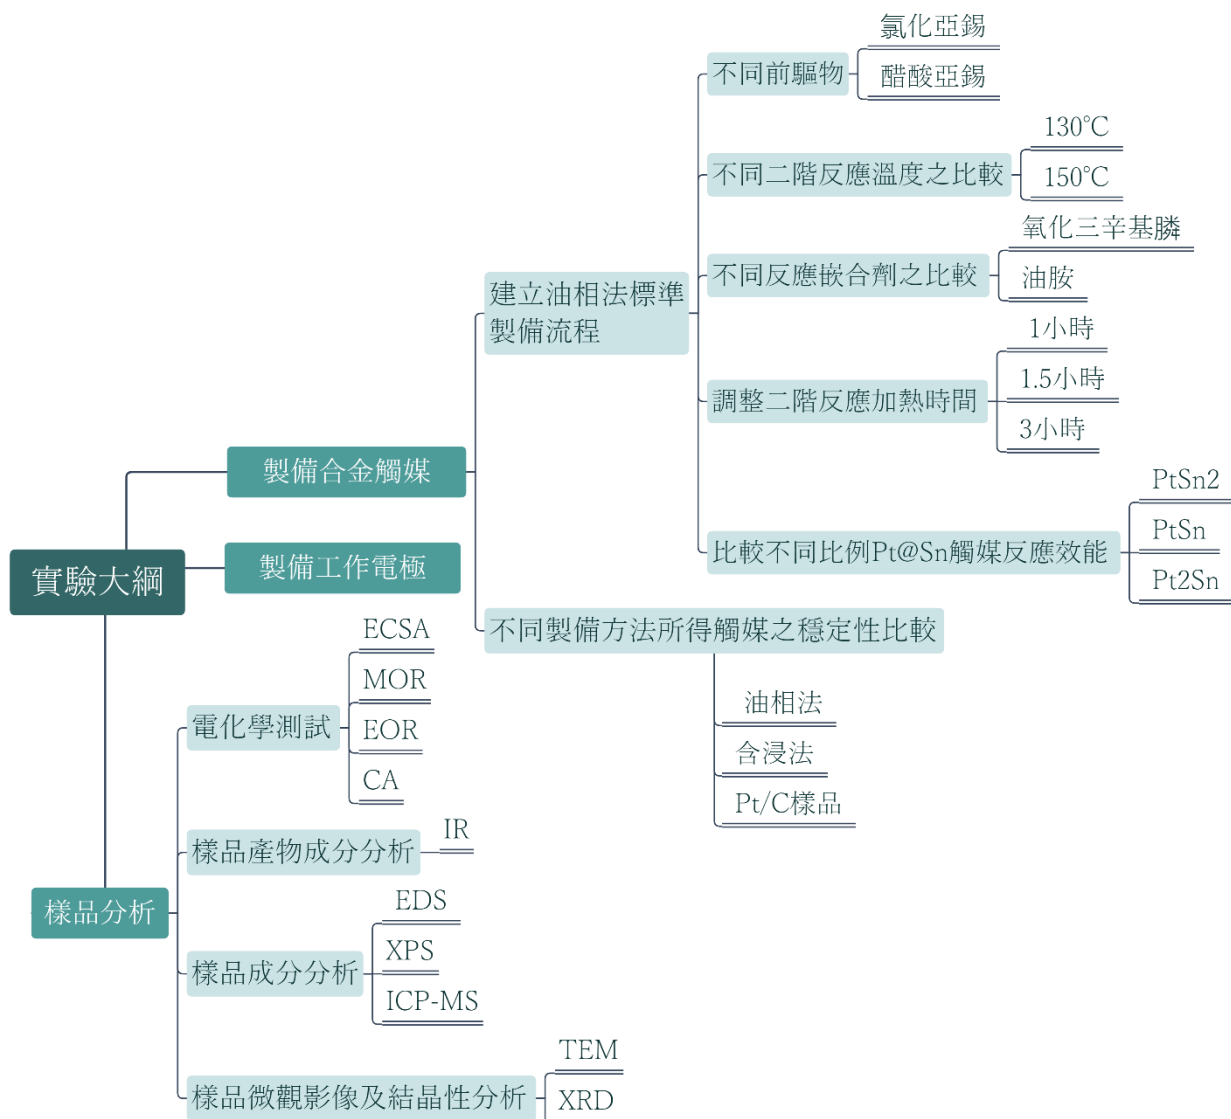 實驗大綱
製備合金觸媒
建立油相法標準
製備流程
不同前驅物
氯化亞錫
醋酸亞錫
不同二階反應溫度之比較
130℃
150℃
不同反應嵌合劑之比較
氧化三辛基膦
油胺
調整二階反應加熱時間
1小時
1.5小時
3小時
比較不同比例Pt@Sn觸媒反應效能
PtSn2
PtSn
Pt2Sn
不同製備方法所得觸媒之穩定性比較
油相法
含浸法
Pt/C樣品
製備工作電極
樣品分析
電化學測試
ECSA
MOR
EOR
CA
樣品產物成分分析
IR
樣品成分分析
EDS
XPS
ICP-MS
樣品微觀影像及結晶性分析
TEM
XRD